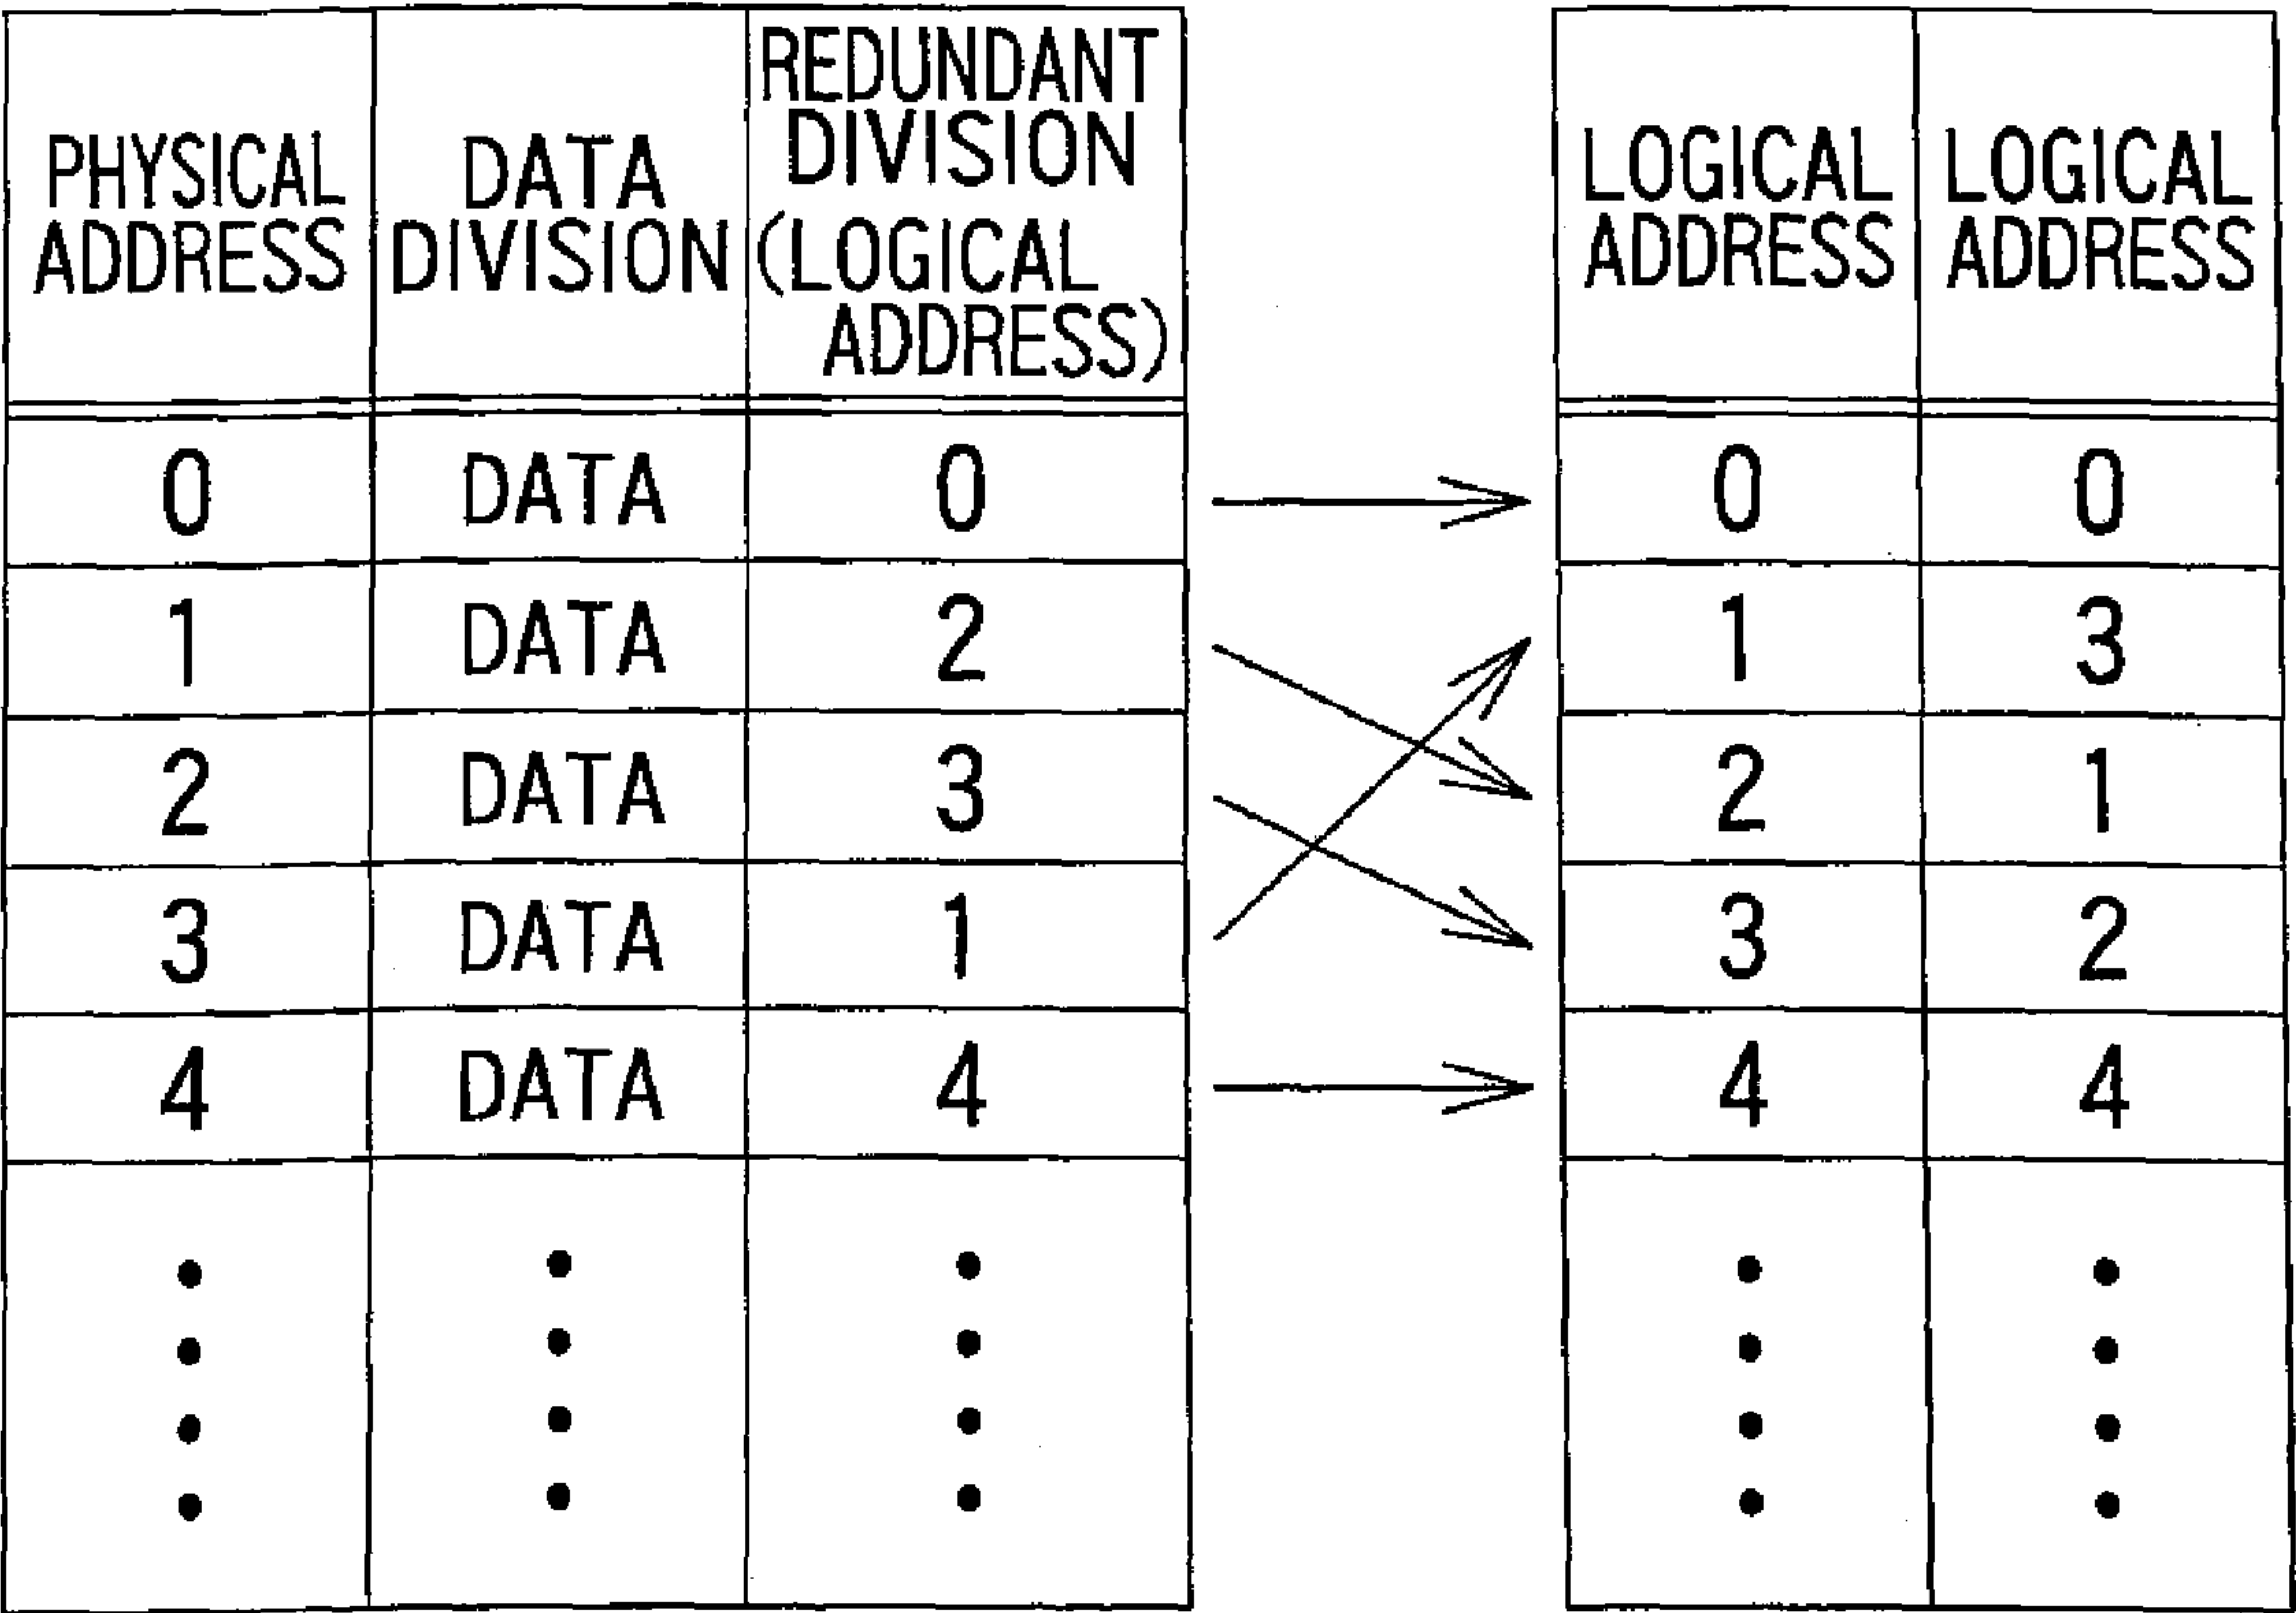 PHYSICAL
ADDRESS
DATA
DIVISION
REDUNDANT
DIVISION
(LOGICAL
ADDRESS)
LOGICAL
ADDRESS
LOGICAL
ADDRESS
0 DATA 0 0 0
1 DATA 2 1 3
2 DATA 3 2 1
3 DATA 1 3 2
4 DATA 4 4 4